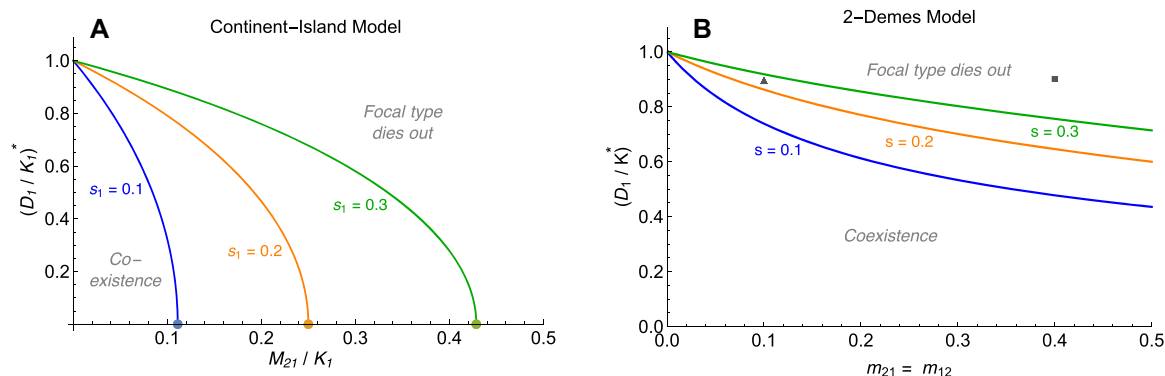 A
Continent−Island Model
(D1 / K1)*
1.0
0.8
0.6
0.4
0.2
Focal type
dies out
s1 = 0.1
s1 = 0.2
s1 = 0.3
Co−
existence
0.1
0.2
0.3
0.4
0.5
M21 / K1
B
2−Demes Model
(D1 / K)*
1.0
0.8
0.6
0.4
0.2
0.0
Focal type dies out
s = 0.3
s = 0.2
s = 0.1
Coexistence
0.0
0.1
0.2
0.3
0.4
0.5
m21 = m12